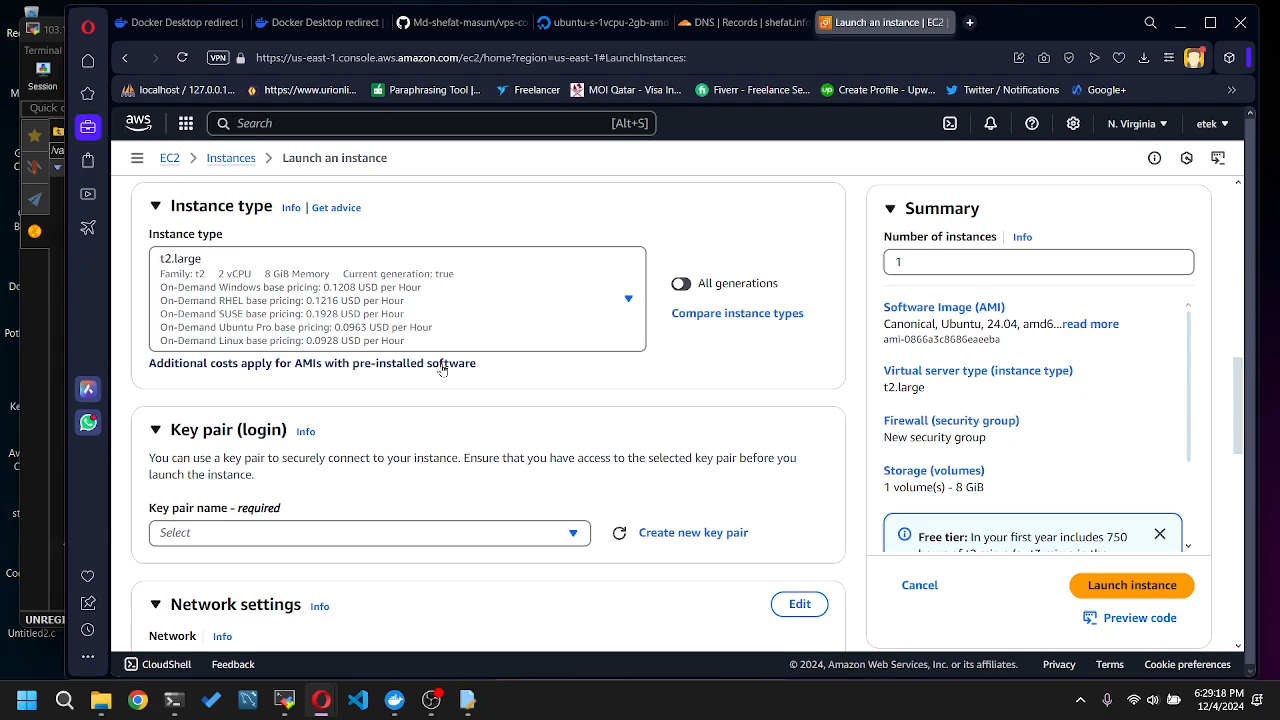 Docker Desktop redirect
Docker Desktop redirect
Md-shefat-masum/vps-co
ubuntu-s-1vcpu-2gb-amd
DNS | Records | shefat.info
Launch an instance | EC2 |
103.
Terminal
Session
Quick c
VPN
https://us-east-1.console.aws.amazon.com/ec2/home?region=us-east-1#LaunchInstances:
localhost / 127.0.0.1...
https://www.urionli...
Paraphrasing Tool |...
Freelancer
MOI Qatar - Visa In...
Fiverr - Freelance Se...
Create Profile - Upw...
Twitter / Notifications
Google+
aws
Search
[Alt+S]
N. Virginia
etek
EC2
Instances
Launch an instance
Instance type
Info
Get advice
Instance type
t2.large
Family: t2 2 vCPU 8 GiB Memory Current generation: true
On-Demand Windows base pricing: 0.1208 USD per Hour
On-Demand RHEL base pricing: 0.1216 USD per Hour
On-Demand SUSE base pricing: 0.1928 USD per Hour
On-Demand Ubuntu Pro base pricing: 0.0963 USD per Hour
On-Demand Linux base pricing: 0.0928 USD per Hour
All generations
Compare instance types
Additional costs apply for AMIs with pre-installed software
Key pair (login)
Info
You can use a key pair to securely connect to your instance. Ensure that you have access to the selected key pair before you
launch the instance.
Key pair name - required
Select
Create new key pair
Network settings
Info
Edit
Network
Info
Summary
Number of instances
Info
1
Software Image (AMI)
Canonical, Ubuntu, 24.04, amd6...read more
ami-0866a3c8686eaeeba
Virtual server type (instance type)
t2.large
Firewall (security group)
New security group
Storage (volumes)
1 volume(s) - 8 GiB
Free tier: In your first year includes 750
Cancel
Launch instance
Preview code
CloudShell
Feedback
© 2024, Amazon Web Services, Inc. or its affiliates.
Privacy
Terms
Cookie preferences
UNREGI
Untitled2.c
6:29:18 PM
12/4/2024